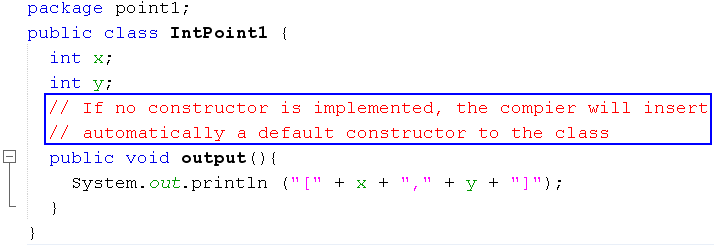 package point1;
public class IntPoint1 {
int x;
int y;
// If no constructor is implemented, the compier will insert
// automatically a default constructor to the class
public void output(){
System.out.println ("[" + x + "," + y + "]");
}
}